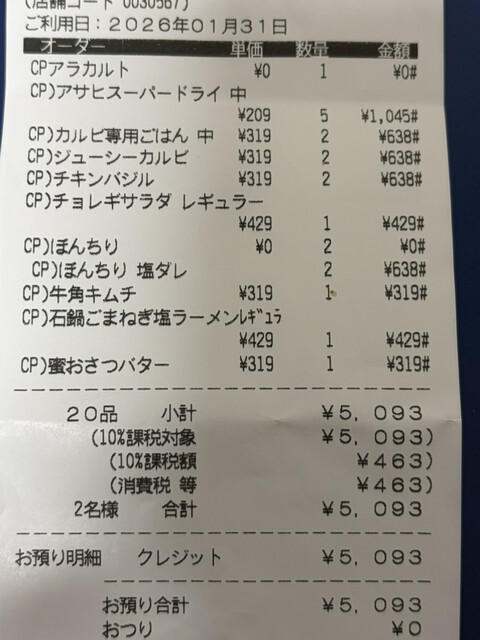 (店舗コード 0030567)
ご利用日：2026年01月31日
オーダー 単価 数量 金額
CPアラカルト ¥0 1 ¥0#
CP)アサヒスーパードライ 中
¥209 5 ¥1,045#
CP)カルビ専用ごはん 中 ¥319 2 ¥638#
CP)ジューシーカルビ ¥319 2 ¥638#
CP)チキンバジル ¥319 2 ¥638#
CP)チョレギサラダ レギュラー
¥429 1 ¥429#
CP)ぼんちり ¥0 2 ¥0#
CP)ぼんちり 塩ダレ 2 ¥638#
CP)牛角キムチ ¥319 1 ¥319#
CP)石鍋ごまねぎ塩ラーメンﾚｷﾞｭﾗ
¥429 1 ¥429#
CP)蜜おさつバター ¥319 1 ¥319#
20品 小計 ¥5,093
(10%課税対象 ¥5,093)
(10%課税額 ¥463)
(消費税 等 ¥463)
2名様 合計 ¥5,093
お預り明細 クレジット ¥5,093
お預り合計 ¥5,093
おつり ¥0